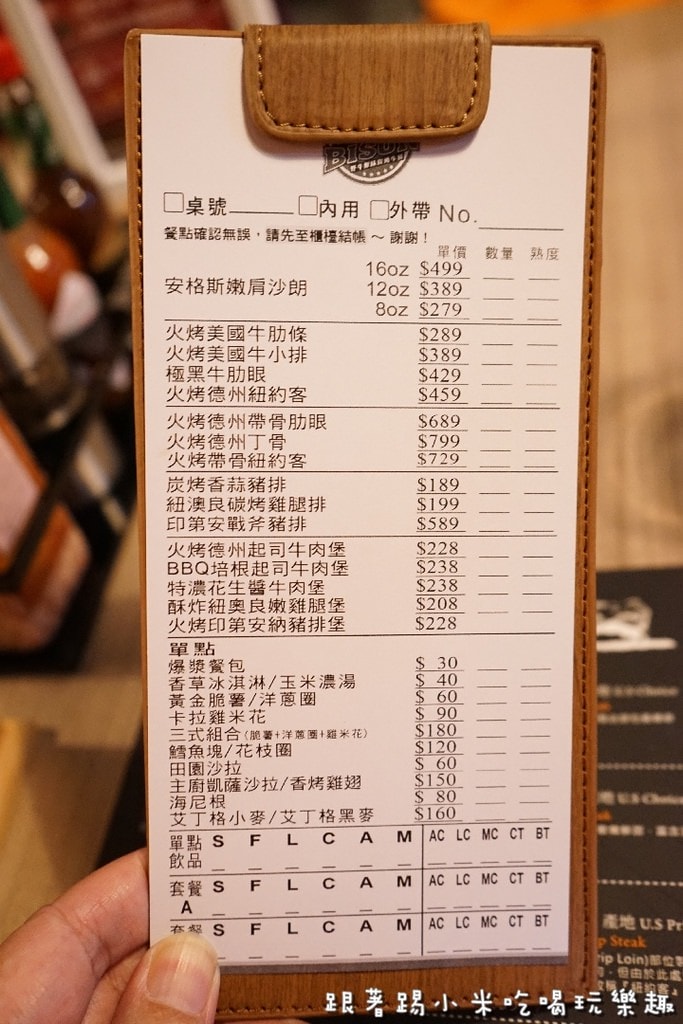 BISON
桌號 內用 外帶 No.
餐點確認無誤，請先至櫃檯結帳～謝謝！
單價 數量 熟度
安格斯嫩肩沙朗
16oz $499
12oz $389
8oz $279
火烤美國牛肋條 $289
火烤美國牛小排 $389
極黑牛肋眼 $429
火烤德州紐約客 $459
火烤德州帶骨肋眼 $689
火烤德州丁骨 $799
火烤帶骨紐約客 $729
炭烤香蒜豬排 $189
紐澳良碳烤雞腿排 $199
印第安戰斧豬排 $589
火烤德州起司牛肉堡 $228
BBQ培根起司牛肉堡 $238
特濃花生醬牛肉堡 $238
酥炸紐奧良嫩雞腿堡 $208
火烤印第安納豬排堡 $228
單點
爆漿餐包 $ 30
香草冰淇淋/玉米濃湯 $ 40
黃金脆薯/洋蔥圈 $ 60
卡拉雞米花 $ 90
三式組合(脆薯+洋蔥圈+雞米花) $180
鱈魚塊/花枝圈 $120
田園沙拉 $ 60
主廚凱薩沙拉/香烤雞翅 $150
海尼根 $ 80
艾丁格小麥/艾丁格黑麥 $160
單點飲品 S F L C A M AC LC MC CT BT
套餐A S F L C A M AC LC MC CT BT
套餐 S F L C A M AC LC MC CT BT
產地 U.S Pri
p Steak
rip Loin)部位製
跟著踢小米吃喝玩樂趣